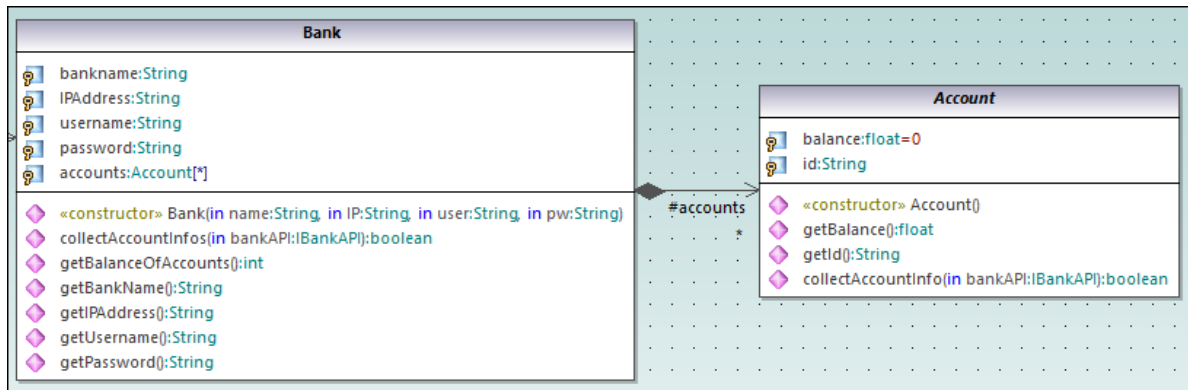 Bank
bankname:String
IPAddress:String
username:String
password:String
accounts:Account[*]
«constructor» Bank(in name:String, in IP:String, in user:String, in pw:String)
collectAccountInfos(in bankAPI:IBankAPI):boolean
getBalanceOfAccounts():int
getBankName():String
getIPAddress():String
getUsername():String
getPassword():String
#accounts
*
Account
balance:float=0
id:String
«constructor» Account()
getBalance():float
getId():String
collectAccountInfo(in bankAPI:IBankAPI):boolean